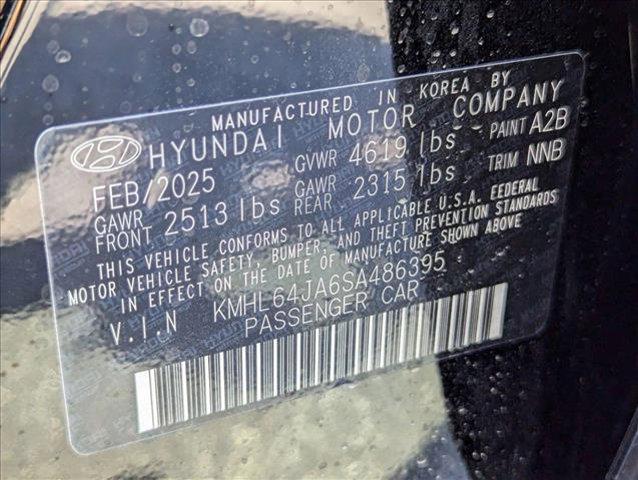 MANUFACTURED IN KOREA BY
HYUNDAI MOTOR COMPANY
FEB/2025 GVWR 4619 lbs PAINT A2B
GAWR FRONT 2513 lbs GAWR REAR 2315 lbs TRIM NNB
THIS VEHICLE CONFORMS TO ALL APPLICABLE U.S.A. FEDERAL
MOTOR VEHICLE SAFETY, BUMPER, AND THEFT PREVENTION STANDARDS
IN EFFECT ON THE DATE OF MANUFACTURE SHOWN ABOVE
V.I.N KMHL64JA6SA486395
PASSENGER CAR